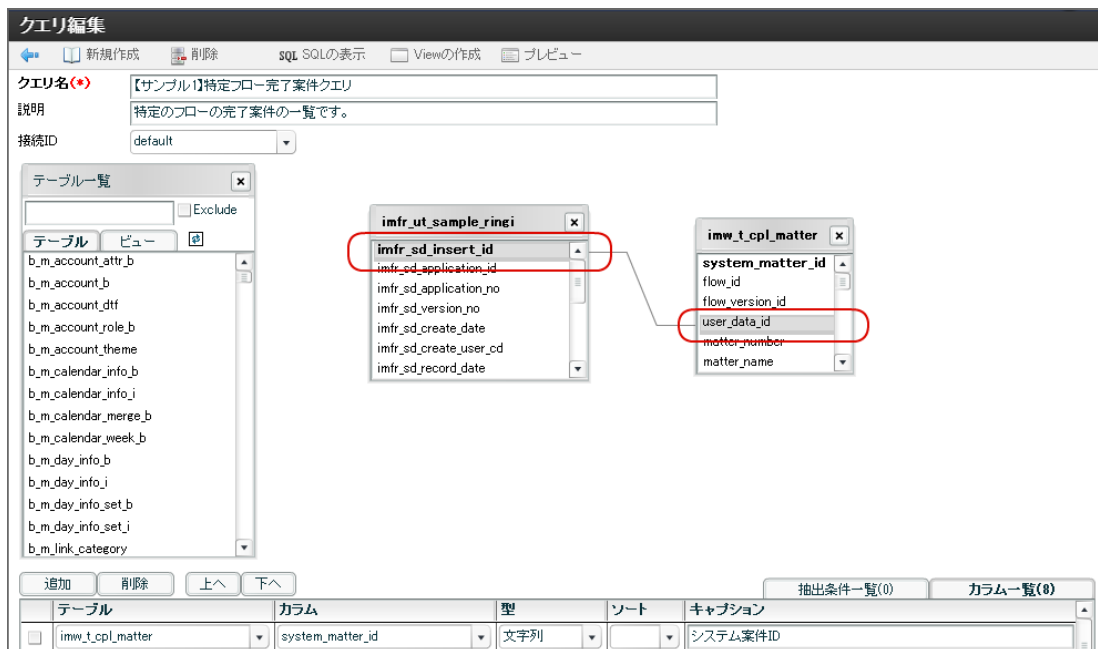 クエリ編集
新規作成 削除 SQL SQLの表示 Viewの作成 プレビュー
クエリ名(*) 【サンプル1】特定フロー完了案件クエリ
説明 特定のフローの完了案件の一覧です。
接続ID default
テーブル一覧
Exclude
テーブル ビュー
b_m_account_attr_b
b_m_account_b
b_m_account_dtf
b_m_account_role_b
b_m_account_theme
b_m_calendar_info_b
b_m_calendar_info_i
b_m_calendar_merge_b
b_m_calendar_week_b
b_m_day_info_b
b_m_day_info_i
b_m_day_info_set_b
b_m_day_info_set_i
b_m_link_category
imfr_ut_sample_ringi
imfr_sd_insert_id
imfr_sd_application_id
imfr_sd_application_no
imfr_sd_version_no
imfr_sd_create_date
imfr_sd_create_user_cd
imfr_sd_record_date
imw_t_cpl_matter
system_matter_id
flow_id
flow_version_id
user_data_id
matter_number
matter_name
追加 削除 上へ 下へ 抽出条件一覧(0) カラム一覧(8)
テーブル カラム 型 ソート キャプション
imw_t_cpl_matter system_matter_id 文字列 システム案件ID